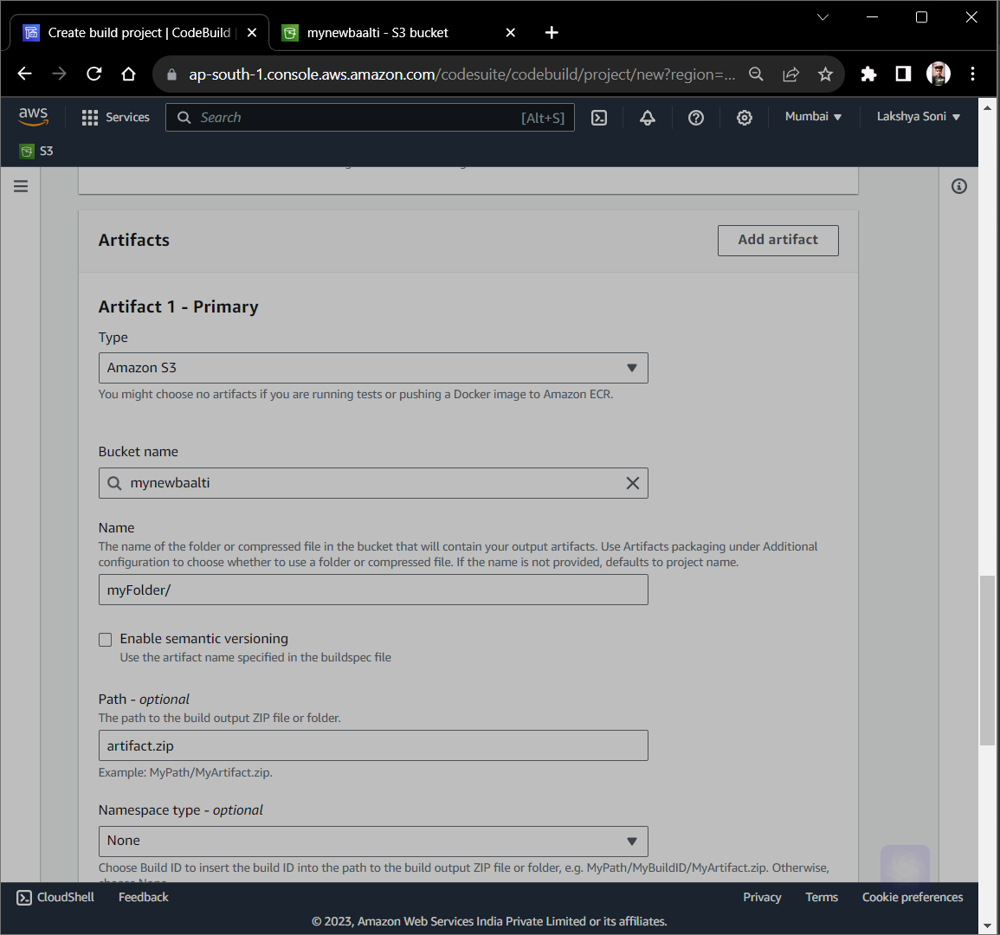 Create build project | CodeBuild |
mynewbaalti - S3 bucket
ap-south-1.console.aws.amazon.com/codesuite/codebuild/project/new?region=...
aws
Services
Search
[Alt+S]
Mumbai
Lakshya Soni
S3
Artifacts
Add artifact
Artifact 1 - Primary
Type
Amazon S3
You might choose no artifacts if you are running tests or pushing a Docker image to Amazon ECR.
Bucket name
mynewbaalti
Name
The name of the folder or compressed file in the bucket that will contain your output artifacts. Use Artifacts packaging under Additional
configuration to choose whether to use a folder or compressed file. If the name is not provided, defaults to project name.
myFolder/
Enable semantic versioning
Use the artifact name specified in the buildspec file
Path - optional
The path to the build output ZIP file or folder.
artifact.zip
Example: MyPath/MyArtifact.zip.
Namespace type - optional
None
Choose Build ID to insert the build ID into the path to the build output ZIP file or folder, e.g. MyPath/MyBuildID/MyArtifact.zip. Otherwise,
choose None
CloudShell
Feedback
Privacy
Terms
Cookie preferences
© 2023, Amazon Web Services India Private Limited or its affiliates.